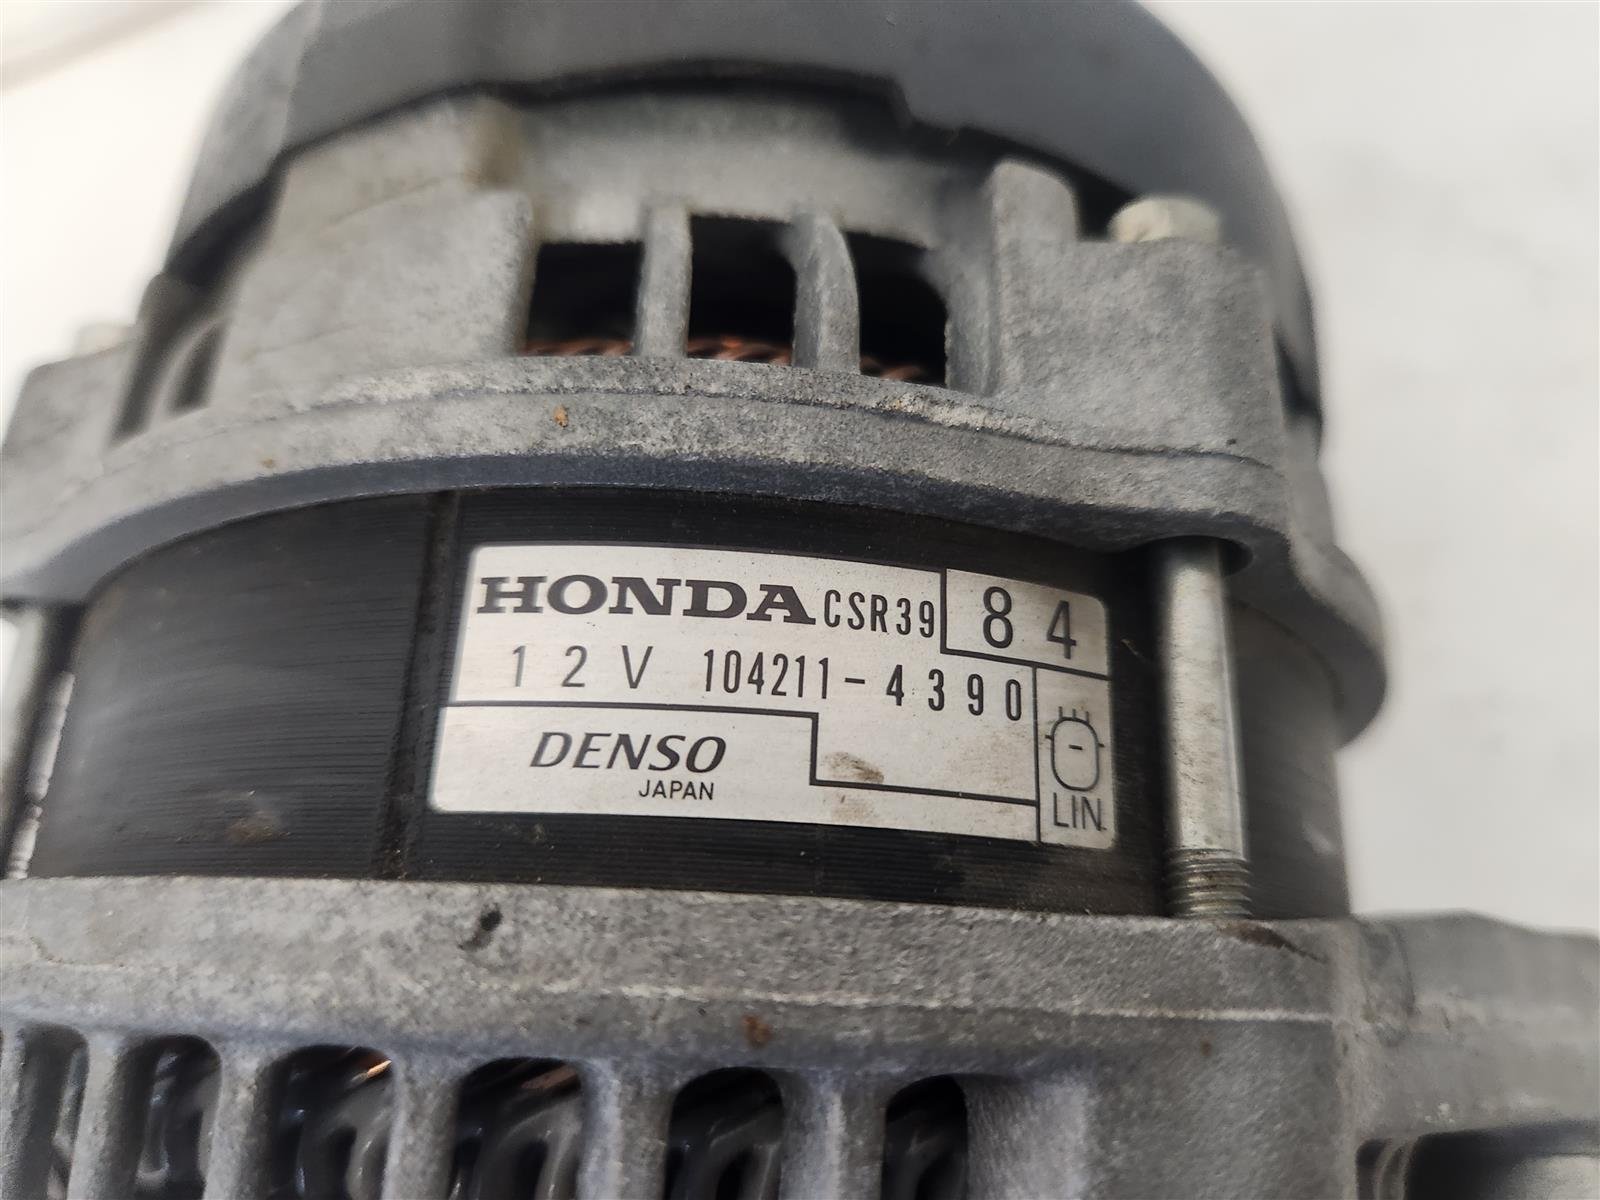 HONDA CSR39 84
12V 104211-4390
DENSO
JAPAN
LIN